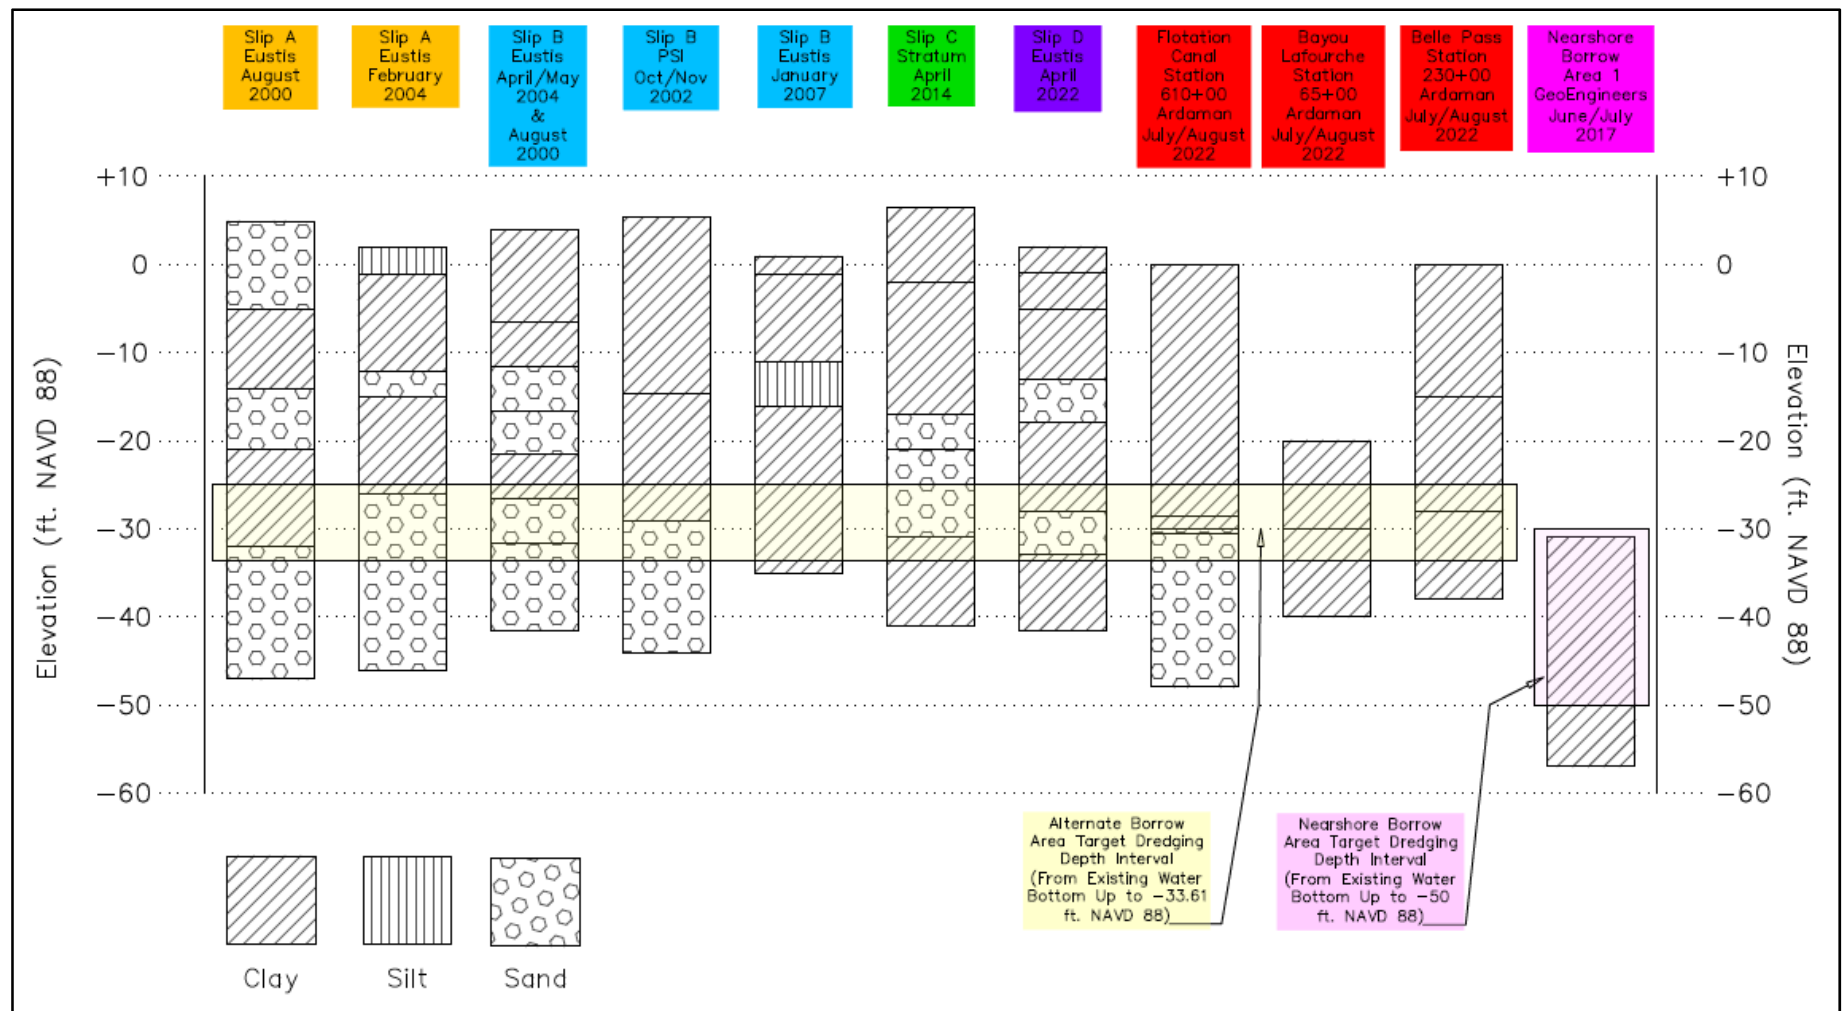 Slip A
Eustis
August
2000
Slip A
Eustis
February
2004
Slip B
Eustis
April/May
2004
&
August
2000
Slip B
PSI
Oct/Nov
2002
Slip B
Eustis
January
2007
Slip C
Stratum
April
2014
Slip D
Eustis
April
2022
Flotation
Canal
Station
610+00
Ardaman
July/August
2022
Bayou
Lafourche
Station
65+00
Ardaman
July/August
2022
Belle Pass
Station
230+00
Ardaman
July/August
2022
Nearshore
Borrow
Area 1
GeoEngineers
June/July
2017
+10
0
−10
−20
−30
−40
−50
−60
Elevation (ft. NAVD 88)
+10
0
−10
−20
−30
−40
−50
−60
Elevation (ft. NAVD 88)
Alternate Borrow
Area Target Dredging
Depth Interval
(From Existing Water
Bottom Up to −33.61
ft. NAVD 88)
Nearshore Borrow
Area Target Dredging
Depth Interval
(From Existing Water
Bottom Up to −50
ft. NAVD 88)
Clay
Silt
Sand